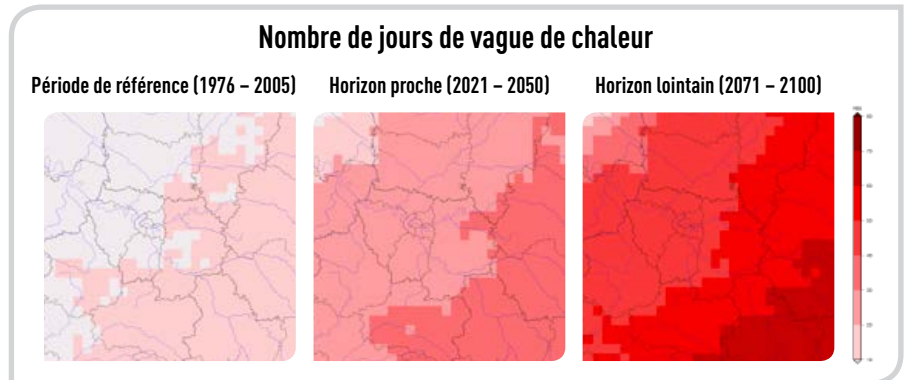 Nombre de jours de vague de chaleur
Période de référence (1976 – 2005)
Horizon proche (2021 – 2050)
Horizon lointain (2071 – 2100)